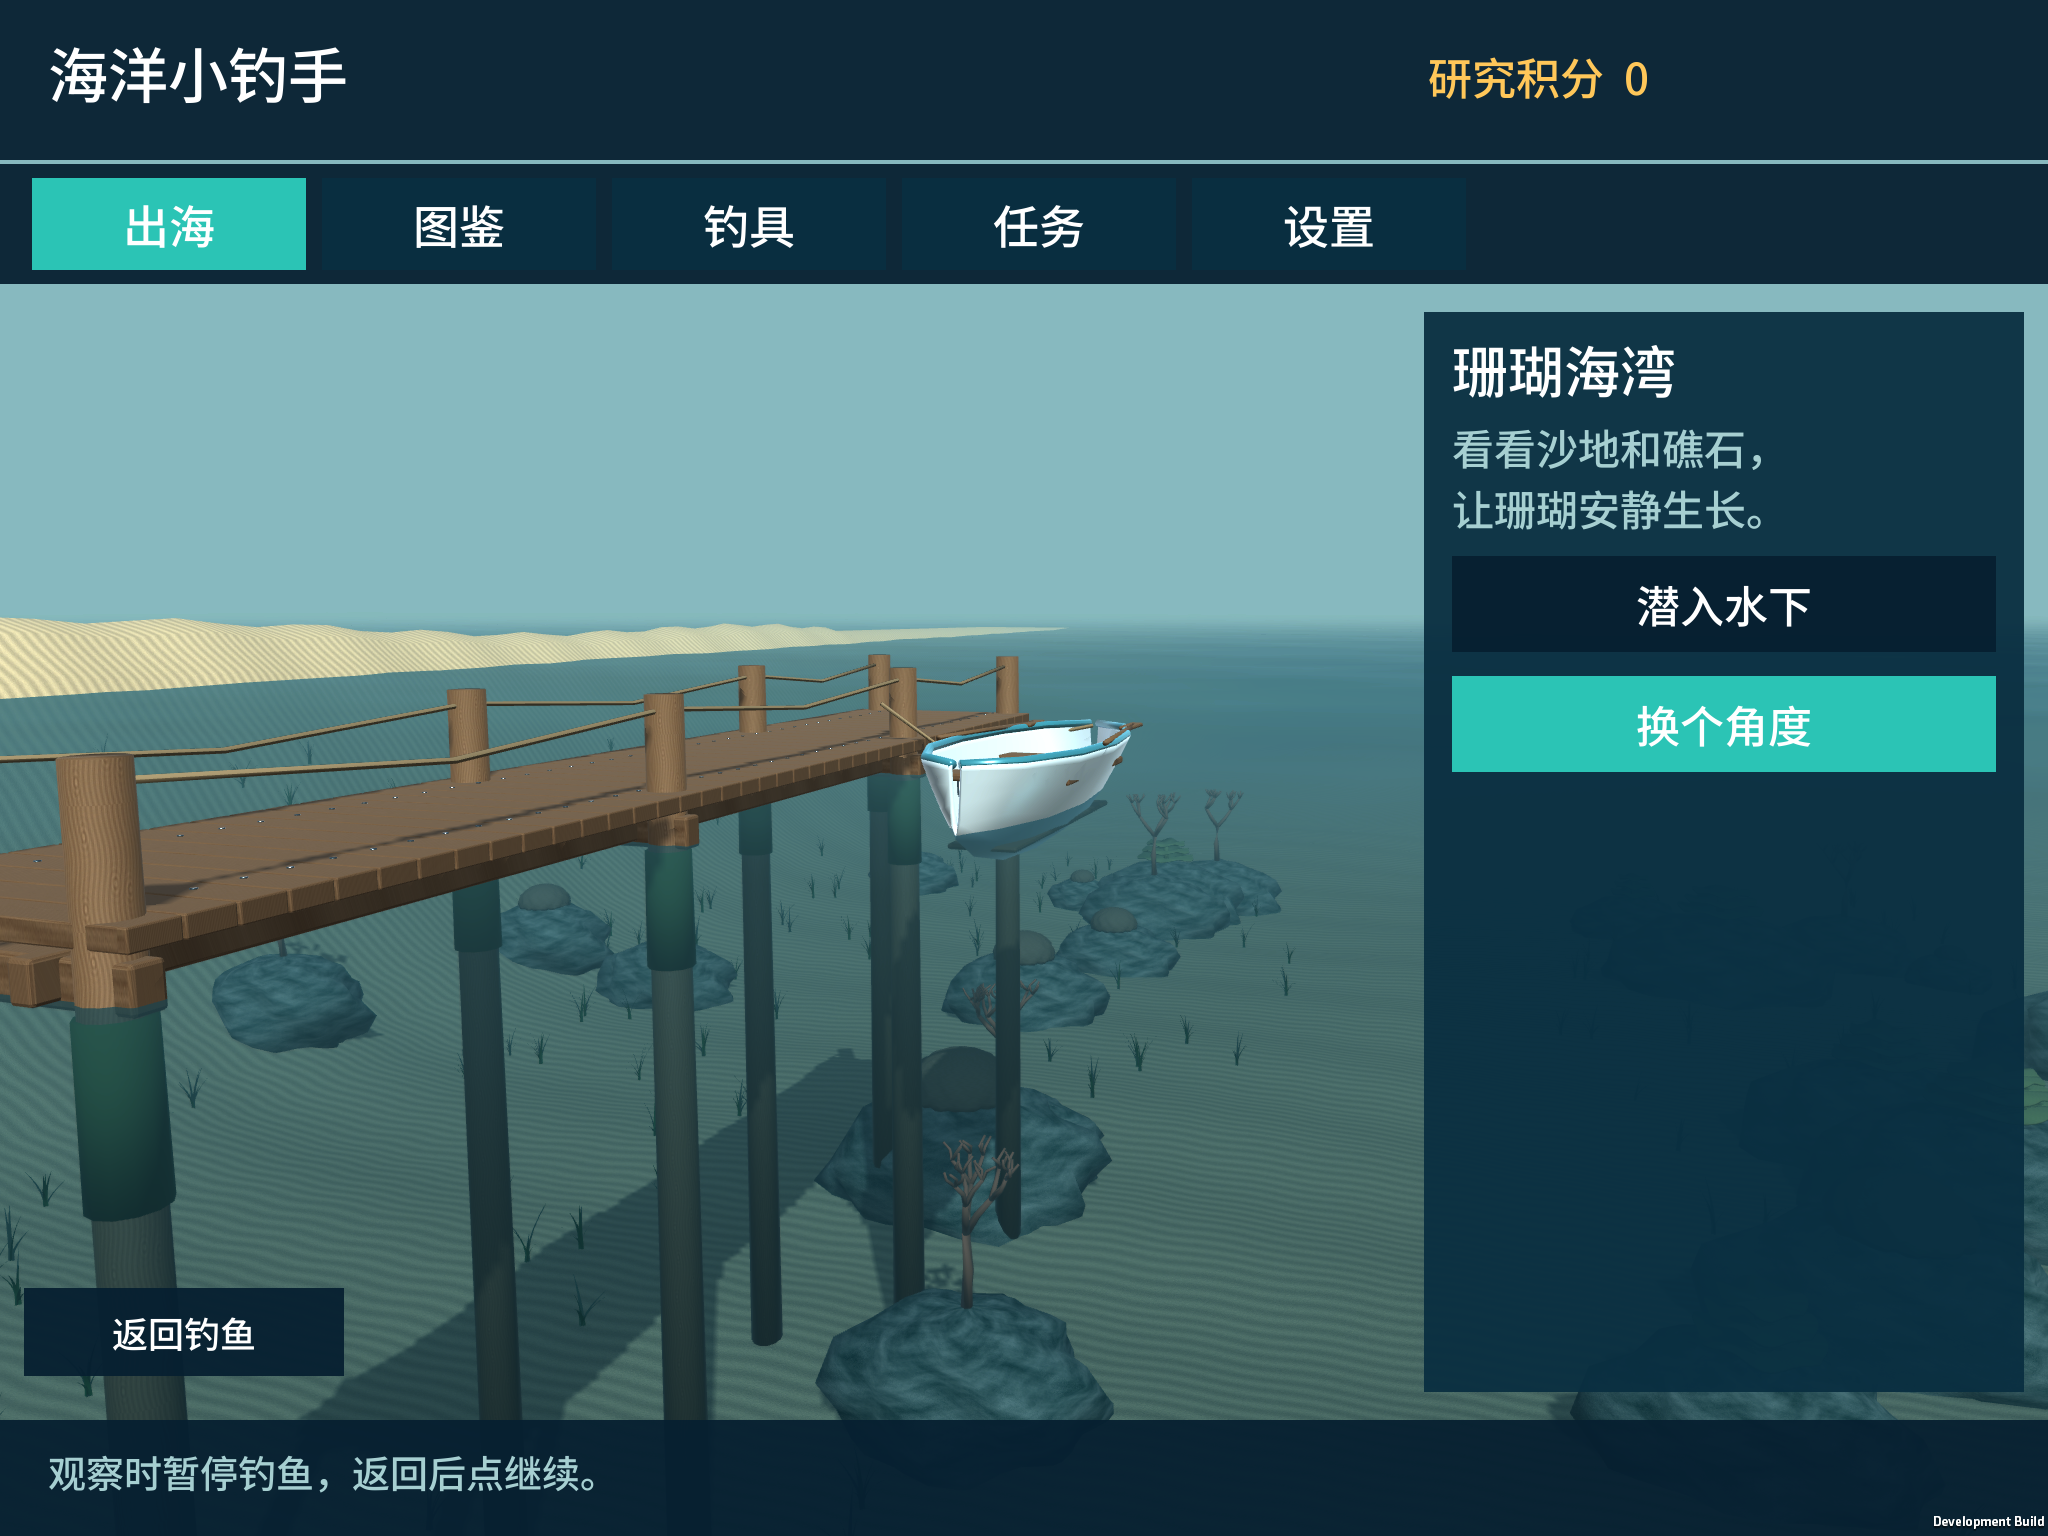 海洋小钓手
研究积分 0
出海
图鉴
钓具
任务
设置
珊瑚海湾
看看沙地和礁石，
让珊瑚安静生长。
潜入水下
换个角度
返回钓鱼
观察时暂停钓鱼，返回后点继续。
Development Build